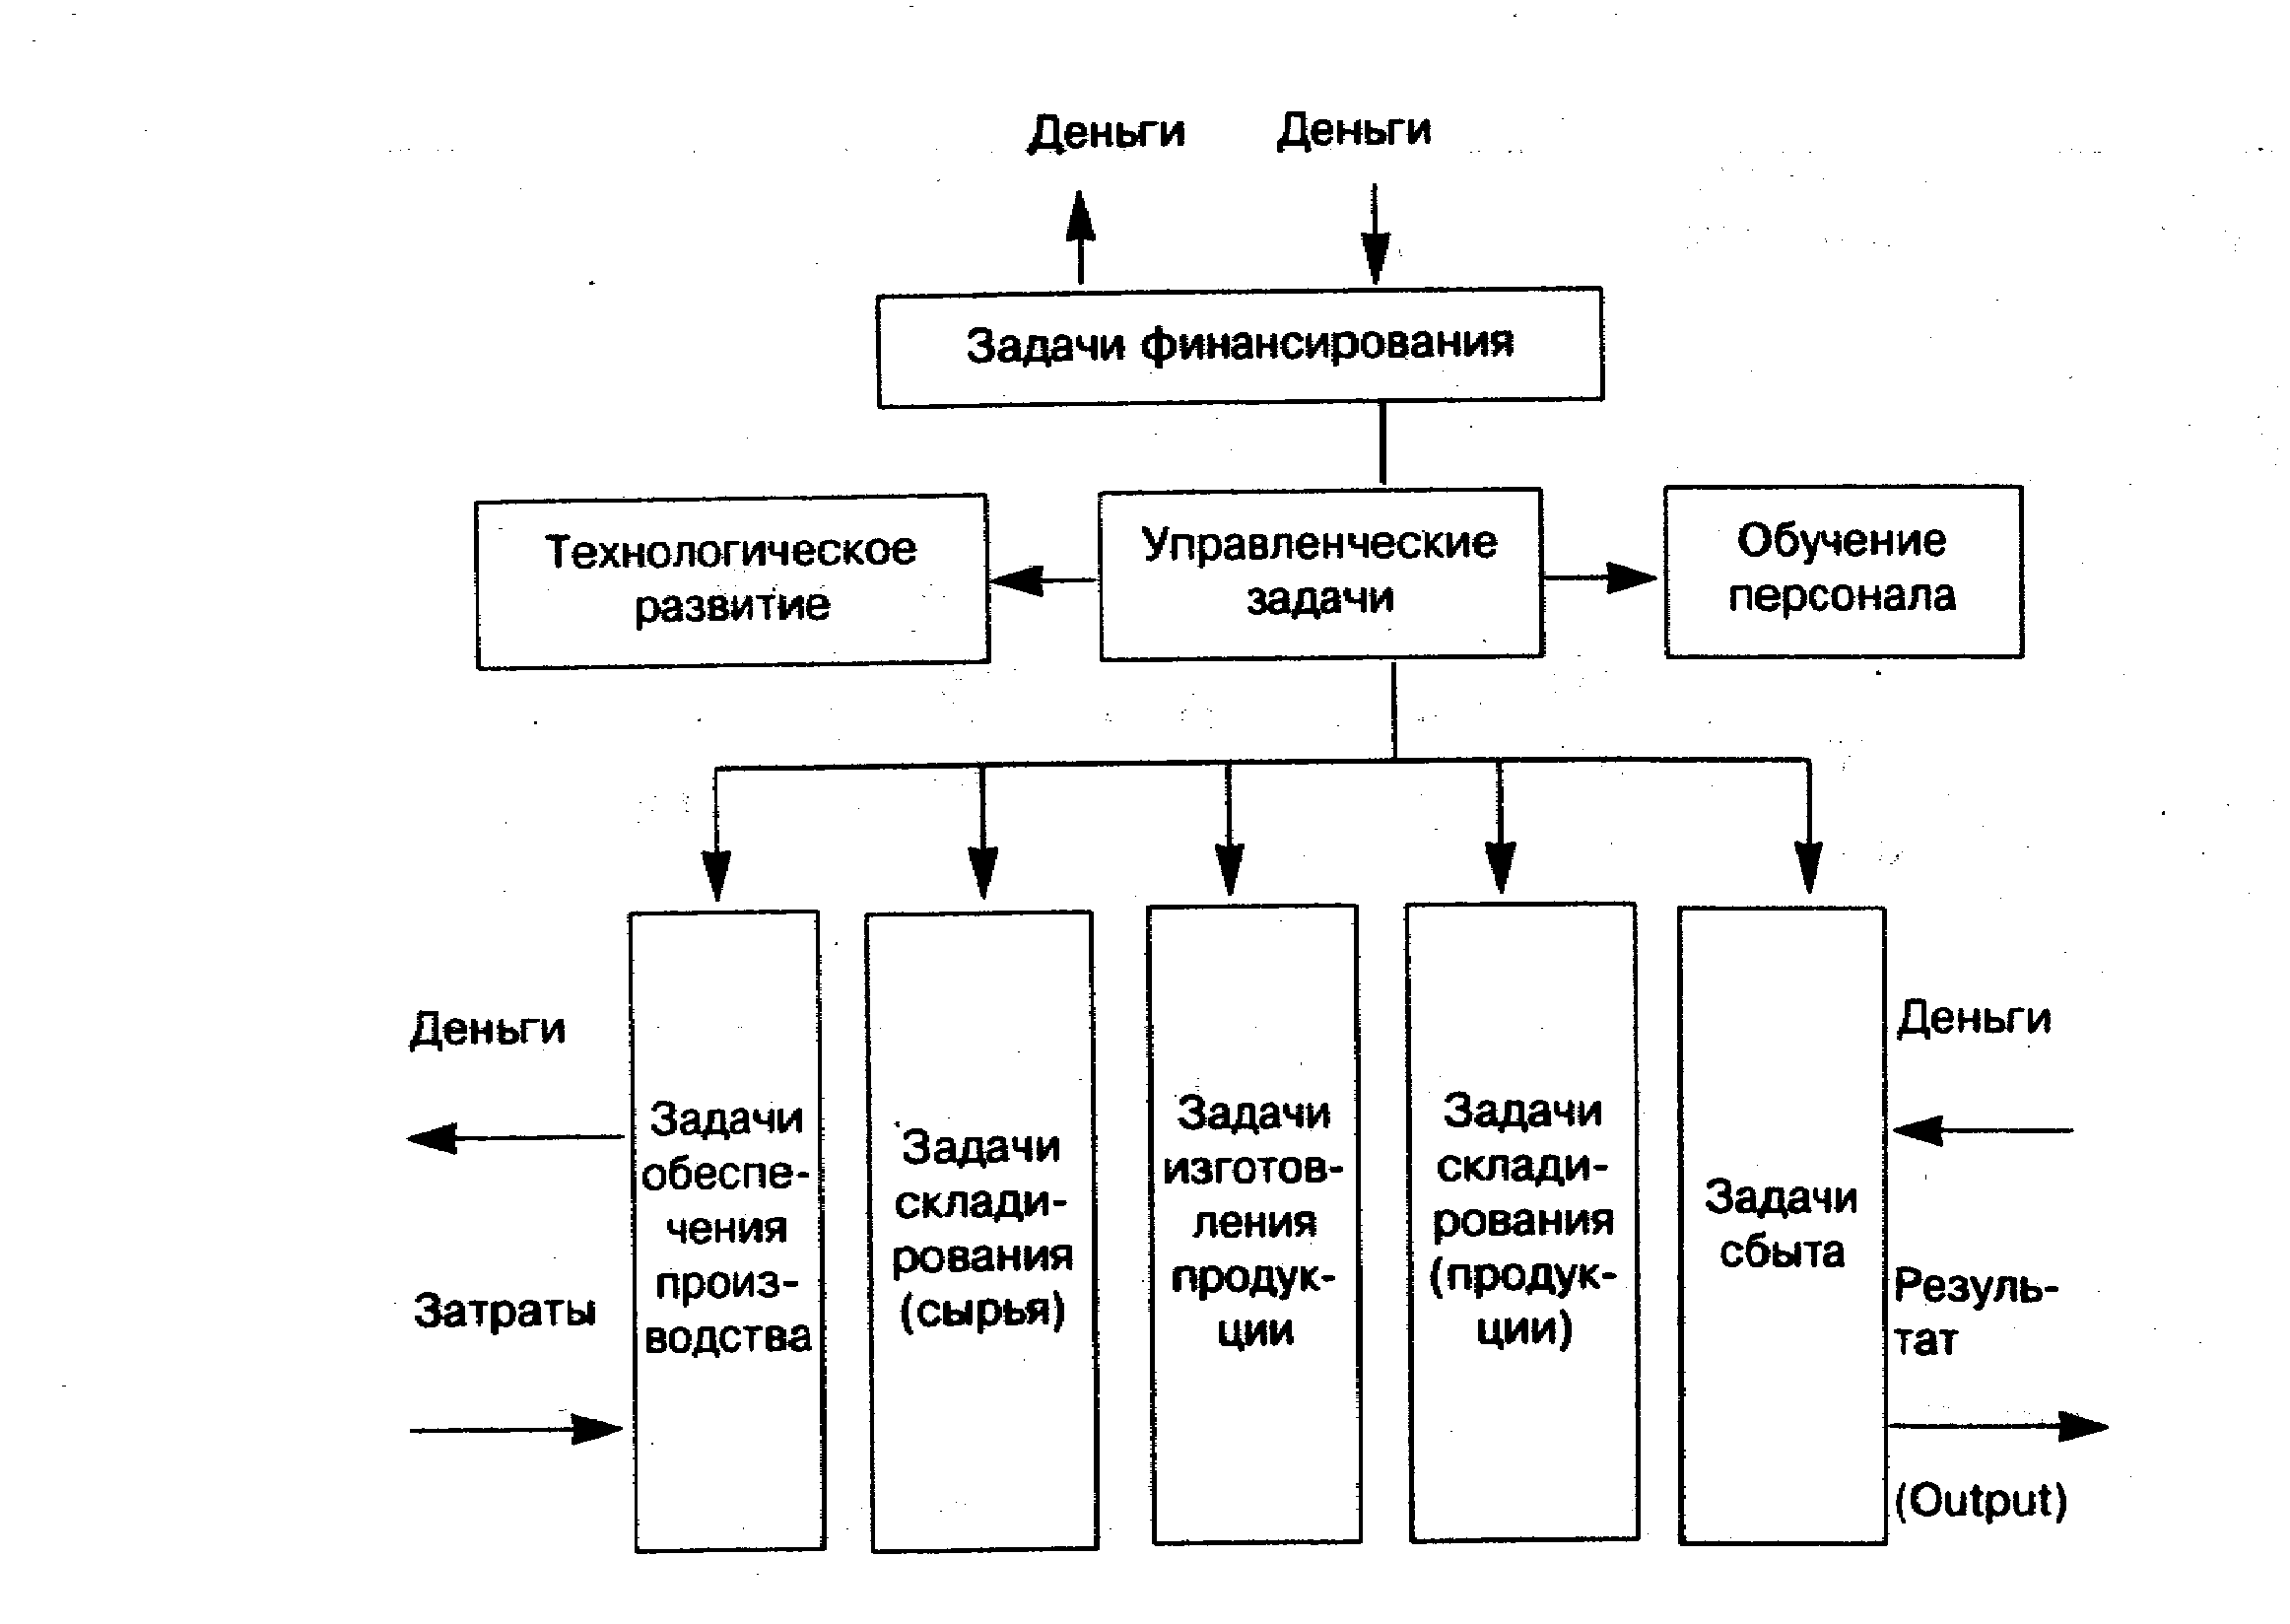 Деньги
Деньги
Задачи финансирования
Технологическое
развитие
Управленческие
задачи
Обучение
персонала
Деньги
Затраты
Задачи
обеспе-
чения
произ-
водства
Задачи
склади-
рования
(сырья)
Задачи
изготов-
ления
продук-
ции
Задачи
склади-
рования
(продук-
ции)
Задачи
сбыта
Деньги
Резуль-
тат
(Output)